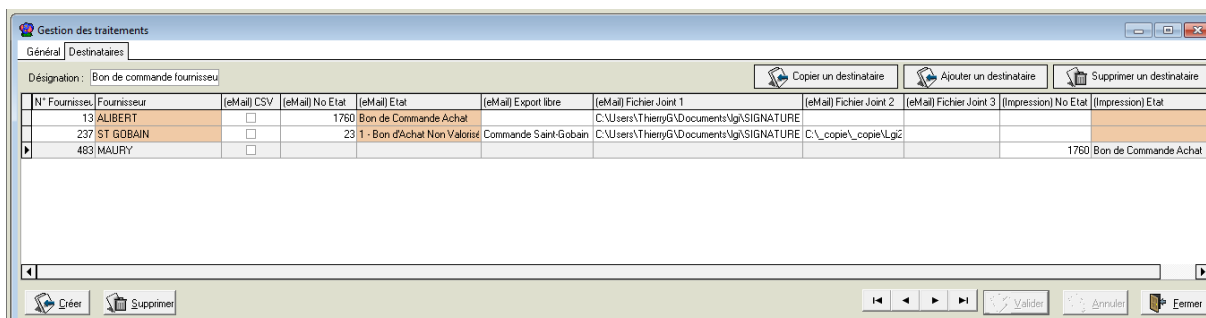 Gestion des traitements
Général Destinataires
Désignation : Bon de commande fournisseu
Copier un destinataire Ajouter un destinataire Supprimer un destinataire
N° Fournisseu Fournisseur (eMail) CSV (eMail) No Etat (eMail) Etat (eMail) Export libre (eMail) Fichier Joint 1 (eMail) Fichier Joint 2 (eMail) Fichier Joint 3 (Impression) No Etat (Impression) Etat
13 ALIBERT 1760 Bon de Commande Achat C:\Users\ThierryG\Documents\lgi\SIGNATURE
237 ST GOBAIN 23 1 - Bon d'Achat Non Valorisé Commande Saint-Gobain C:\Users\ThierryG\Documents\lgi\SIGNATURE C:\_copie\_copie\Lgi2
483 MAURY 1760 Bon de Commande Achat
Créer Supprimer Valider Annuler Fermer